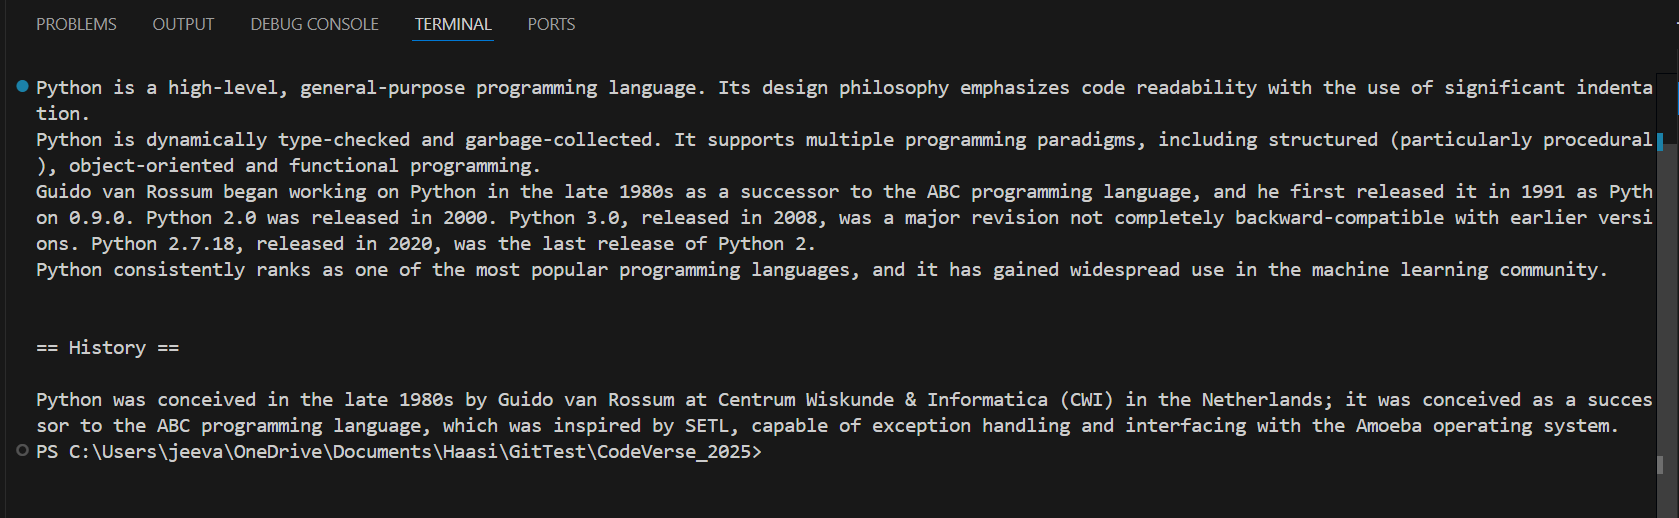 PROBLEMS OUTPUT DEBUG CONSOLE TERMINAL PORTS
Python is a high-level, general-purpose programming language. Its design philosophy emphasizes code readability with the use of significant indenta
tion.
Python is dynamically type-checked and garbage-collected. It supports multiple programming paradigms, including structured (particularly procedural
), object-oriented and functional programming.
Guido van Rossum began working on Python in the late 1980s as a successor to the ABC programming language, and he first released it in 1991 as Pyth
on 0.9.0. Python 2.0 was released in 2000. Python 3.0, released in 2008, was a major revision not completely backward-compatible with earlier versi
ons. Python 2.7.18, released in 2020, was the last release of Python 2.
Python consistently ranks as one of the most popular programming languages, and it has gained widespread use in the machine learning community.
== History ==
Python was conceived in the late 1980s by Guido van Rossum at Centrum Wiskunde & Informatica (CWI) in the Netherlands; it was conceived as a succes
sor to the ABC programming language, which was inspired by SETL, capable of exception handling and interfacing with the Amoeba operating system.
PS C:\Users\jeeva\OneDrive\Documents\Haasi\GitTest\CodeVerse_2025>